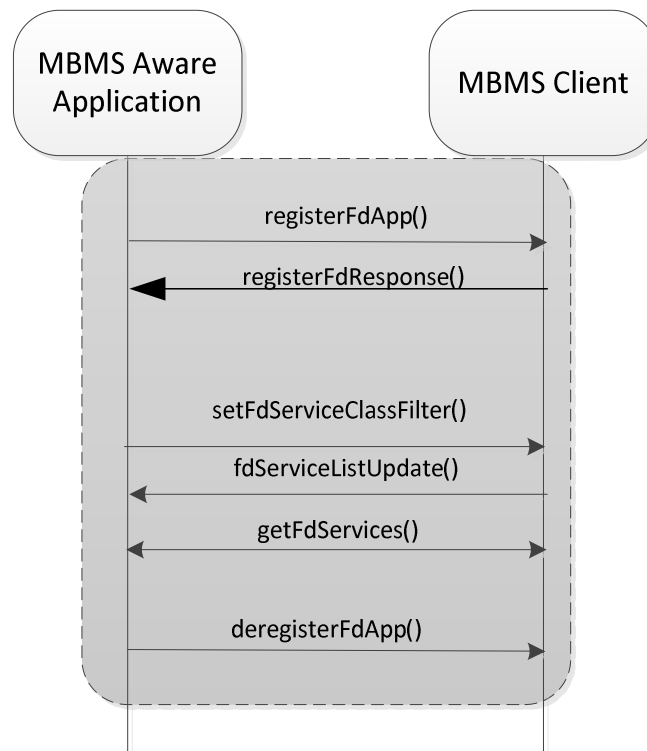 MBMS Aware
Application
MBMS Client
registerFdApp()
registerFdResponse()
setFdServiceClassFilter()
fdServiceListUpdate()
getFdServices()
deregisterFdApp()